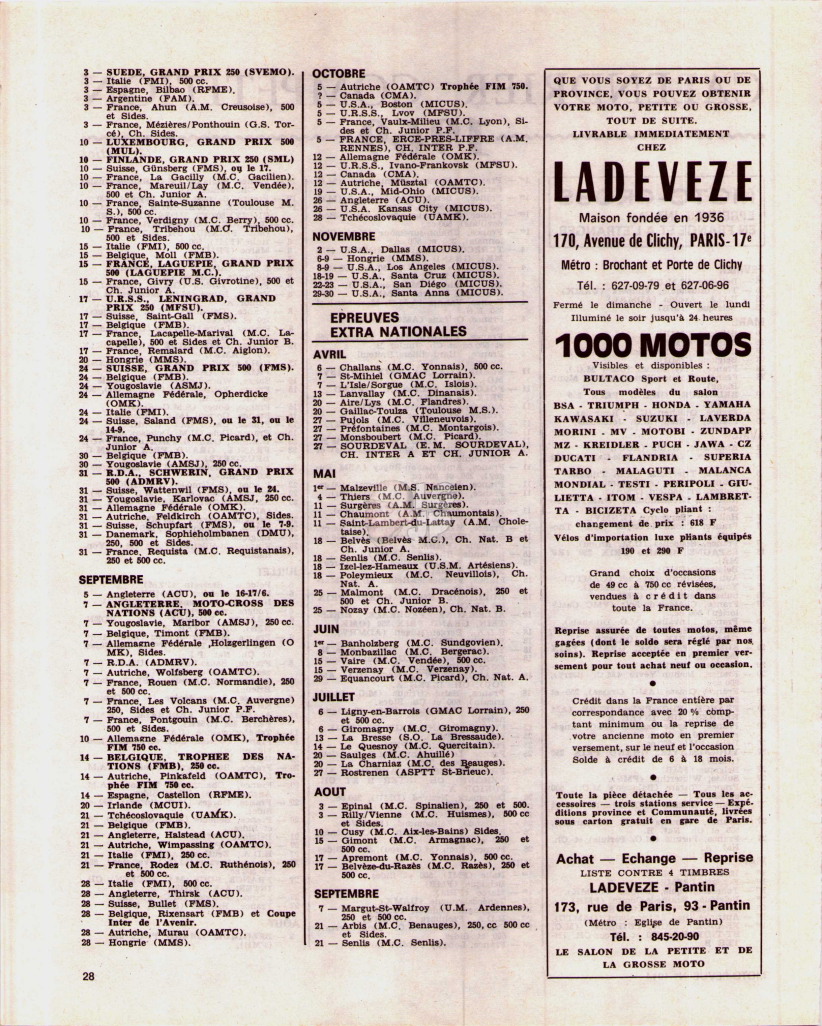 3 — SUEDE, GRAND PRIX 250 (SVEMO).
3 — Italie (FMI), 500 cc.
3 — Espagne, Bilbao (RFME).
3 — Argentine (FAM).
3 — France, Ahun (A.M. Creusoise), 500
et Sides.
3 — France, Mézières/Ponthouin (G.S. Tor-
cé), Ch. Sides.
10 — LUXEMBOURG, GRAND PRIX 500
(MUL).
10 — FINLANDE, GRAND PRIX 250 (SML)
10 — Suisse, Günsberg (FMS), ou le 17.
10 — France, La Gacilly (M.C. Gacilien).
10 — France, Mareuil/Lay (M.C. Vendée),
500 et Ch. Junior A.
10 — France, Sainte-Suzanne (Toulouse M.
S.), 500 cc.
10 — France, Verdigny (M.C. Berry), 500 cc.
10 — France, Tribehou (M.C. Tribehou),
500 et Sides.
15 — Italie (FMI), 500 cc.
15 — Belgique, Moll (FMB).
15 — FRANCE, LAGUEPIE, GRAND PRIX
500 (LAGUEPIE M.C.).
15 — France, Givry (U.S. Givrotine), 500 et
Ch. Junior A.
17 — U.R.S.S., LENINGRAD, GRAND
PRIX 250 (MFSU).
17 — Suisse, Saint-Gall (FMS).
17 — Belgique (FMB).
17 — France, Lacapelle-Marival (M.C. La-
capelle), 500 et Sides et Ch. Junior B.
17 — France, Remalard (M.C. Aiglon).
20 — Hongrie (MMS).
24 — SUISSE, GRAND PRIX 500 (FMS).
24 — Belgique (FMB).
24 — Yougoslavie (ASMJ).
24 — Allemagne Fédérale, Opherdicke
(OMK).
24 — Italie (FMI).
24 — Suisse, Saland (FMS), ou le 31, ou le
14-9.
24 — France, Punchy (M.C. Picard), et Ch.
Junior A.
30 — Belgique (FMB).
30 — Yougoslavie (AMSJ), 250 cc.
31 — R.D.A., SCHWERIN, GRAND PRIX
500 (ADMRV).
31 — Suisse, Wattenwil (FMS), ou le 24.
31 — Yougoslavie, Karlovac (AMSJ, 250 cc.
31 — Allemagne Fédérale (OMK).
31 — Autriche, Feldkirch (OAMTC), Sides.
31 — Suisse, Schupfart (FMS), ou le 7-9.
31 — Danemark, Sophieholmbanen (DMU),
250, 500 et Sides.
31 — France, Requista (M.C. Requistanais),
250 et 500 cc.
SEPTEMBRE
5 — Angleterre (ACU), ou le 16-17/6.
7 — ANGLETERRE, MOTO-CROSS DES
NATIONS (ACU), 500 cc.
7 — Yougoslavie, Maribor (AMSJ), 250 cc.
7 — Belgique, Timont (FMB).
7 — Allemagne Fédérale ,Holzgerlingen (O
MK), Sides.
7 — R.D.A. (ADMRV).
7 — Autriche, Wolfsberg (OAMTC).
7 — France, Rouen (M.C. Normandie), 250
et 500 cc.
7 — France, Les Volcans (M.C. Auvergne)
250, Sides et Ch. Junior P.F.
7 — France, Pontgouin (M.C. Berchères),
500 et Sides.
10 — Allemagne Fédérale (OMK), Trophée
FIM 750 cc.
14 — BELGIQUE, TROPHEE DES NA-
TIONS (FMB), 250 cc.
14 — Autriche, Pinkafeld (OAMTC), Tro-
phée FIM 750 cc.
14 — Espagne, Castellon (RFME).
20 — Irlande (MCUI).
21 — Tchécoslovaquie (UAMK).
21 — Belgique (FMB).
21 — Angleterre, Halstead (ACU).
21 — Autriche, Wimpassing (OAMTC).
21 — Italie (FMI), 250 cc.
21 — France, Rodez (M.C. Ruthénois), 250
et 500 cc.
28 — Italie (FMI), 500 cc.
28 — Angleterre, Thirsk (ACU).
28 — Suisse, Bullet (FMS).
28 — Belgique, Rixensart (FMB) et Coupe
Inter de l'Avenir.
28 — Autriche, Murau (OAMTC).
28 — Hongrie (MMS).
28
OCTOBRE
5 — Autriche (OAMTC) Trophée FIM 750.
? — Canada (CMA).
5 — U.S.A., Boston (MICUS).
5 — U.R.S.S., Lvov (MFSU).
5 — France, Vaulx-Milieu (M.C. Lyon), Si-
des et Ch. Junior P.F.
5 — FRANCE, ERCE-PRES-LIFFRE (A.M.
RENNES), CH. INTER P.F.
12 — Allemagne Fédérale (OMK).
12 — U.R.S.S., Ivano-Frankovsk (MFSU).
12 — Canada (CMA).
12 — Autriche, Müsztal (OAMTC).
19 — U.S.A., Mid-Ohio (MICUS).
26 — Angleterre (ACU).
26 — U.S.A. Kansas City (MICUS).
28 — Tchécoslovaquie (UAMK).
NOVEMBRE
2 — U.S.A., Dallas (MICUS).
6-9 — Hongrie (MMS).
8-9 — U.S.A., Los Angeles (MICUS).
18-19 — U.S.A., Santa Cruz (MICUS).
22-23 — U.S.A., San Diégo (MICUS).
29-30 — U.S.A., Santa Anna (MICUS).
EPREUVES
EXTRA NATIONALES
AVRIL
6 — Challans (M.C. Yonnais), 500 cc.
7 — St-Mihiel (GMAC Lorrain).
7 — L'Isle/Sorgue (M.C. Islois).
13 — Lanvallay (M.C. Dinanais).
20 — Aire/Lys (M.C. Flandres).
20 — Gaillac-Toulza (Toulouse M.S.).
27 — Pujols (M.C. Villeneuvois).
27 — Préfontaines (M.C. Montargois).
27 — Monsboubert (M.C. Picard).
27 — SOURDEVAL (E.M. SOURDEVAL),
CH. INTER A ET CH. JUNIOR A.
MAI
1er — Malzeville (M.S. Nanceien).
4 — Thiers (M.C. Auvergne).
11 — Surgères (A.M. Surgères).
11 — Chaumont (A.M. Chaumontais).
11 — Saint-Lambert-du-Lattay (A.M. Chole-
taise).
18 — Belvès (Belvès M.C.), Ch. Nat. B et
Ch. Junior A.
18 — Senlis (M.C. Senlis).
18 — Izel-lez-Hameaux (U.S.M. Artésiens).
18 — Poleymieux (M.C. Neuvillois), Ch.
Nat. A.
25 — Malmont (M.C. Dracénois), 250 et
500 et Ch. Junior B.
25 — Nozay (M.C. Nozéen), Ch. Nat. B.
JUIN
1er — Banholzberg (M.C. Sundgovien).
8 — Monbazillac (M.C. Bergerac).
15 — Vaire (M.C. Vendée), 500 cc.
15 — Verzenay (M.C. Verzenay).
29 — Equancourt (M.C. Picard), Ch. Nat. A.
JUILLET
6 — Ligny-en-Barrois (GMAC Lorrain), 250
et 500 cc.
6 — Giromagny (M.C. Giromagny).
13 — La Bresse (S.O. La Bressaude).
14 — Le Quesnoy (M.C. Quercitain).
20 — Saulges (M.C. Ahuillé)
20 — La Charniaz (M.C. des Beauges).
27 — Rostrenen (ASPTT St-Brieuc).
AOUT
3 — Epinal (M.C. Spinalien), 250 et 500.
3 — Rilly/Vienne (M.C. Huismes), 500 cc
et Sides.
10 — Cusy (M.C. Aix-les-Bains) Sides.
15 — Gimont (M.C. Armagnac), 250 et
500 cc.
17 — Apremont (M.C. Yonnais), 500 cc.
17 — Belvèze-du-Razès (M.C. Razès), 250 et
500 cc.
SEPTEMBRE
7 — Margut-St-Walfroy (U.M. Ardennes),
250 et 500 cc.
21 — Arbis (M.C. Benauges), 250, cc 500 cc
et Sides.
21 — Senlis (M.C. Senlis).
QUE VOUS SOYEZ DE PARIS OU DE
PROVINCE, VOUS POUVEZ OBTENIR
VOTRE MOTO, PETITE OU GROSSE,
TOUT DE SUITE.
LIVRABLE IMMEDIATEMENT
CHEZ
LADEVEZE
Maison fondée en 1936
170, Avenue de Clichy, PARIS-17e
Métro : Brochant et Porte de Clichy
Tél. : 627-09-79 et 627-06-96
Fermé le dimanche - Ouvert le lundi
Illuminé le soir jusqu'à 24 heures
1000 MOTOS
Visibles et disponibles :
BULTACO Sport et Route,
Tous modèles du salon
BSA - TRIUMPH - HONDA - YAMAHA
KAWASAKI - SUZUKI - LAVERDA
MORINI - MV - MOTOBI - ZUNDAPP
MZ - KREIDLER - PUCH - JAWA - CZ
DUCATI - FLANDRIA - SUPERIA
TARBO - MALAGUTI - MALANCA
MONDIAL - TESTI - PERIPOLI - GIU-
LIETTA - ITOM - VESPA - LAMBRET-
TA - BICIZETA Cyclo pliant :
changement de prix : 618 F
Vélos d'importation luxe pliants équipés
190 et 290 F
Grand choix d'occasions
de 49 cc à 750 cc révisées,
vendues à crédit dans
toute la France.
Reprise assurée de toutes motos, même
gagées (dont le solde sera réglé par nos
soins). Reprise acceptée en premier ver-
sement pour tout achat neuf ou occasion.
•
Crédit dans la France entière par
correspondance avec 20 % comp-
tant minimum ou la reprise de
votre ancienne moto en premier
versement, sur le neuf et l'occasion
Solde à crédit de 6 à 18 mois.
•
Toute la pièce détachée — Tous les ac-
cessoires — trois stations service — Expé-
ditions province et Communauté, livrées
sous carton gratuit en gare de Paris.
•
Achat — Echange — Reprise
LISTE CONTRE 4 TIMBRES
LADEVEZE - Pantin
173, rue de Paris, 93 - Pantin
(Métro : Eglise de Pantin)
Tél. : 845-20-90
LE SALON DE LA PETITE ET DE
LA GROSSE MOTO